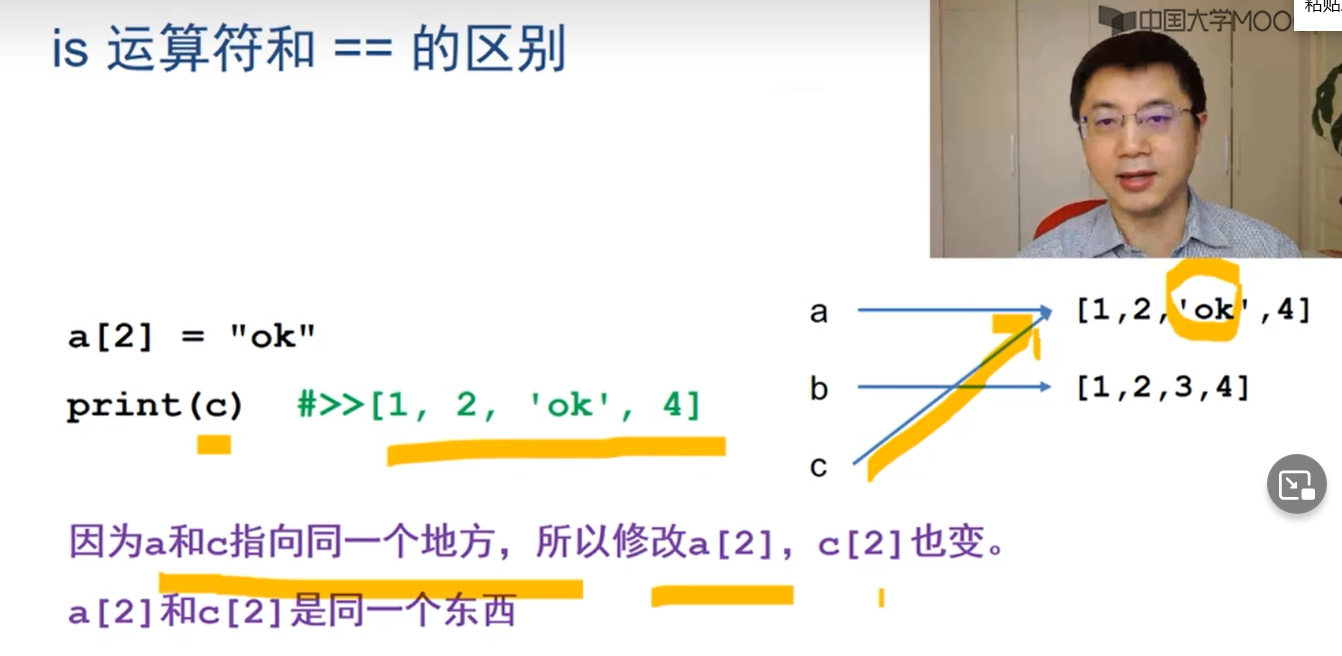 is 运算符和 == 的区别
中国大学MOO
粘贴
a[2] = "ok"
print(c) #>>[1, 2, 'ok', 4]
a [1,2,'ok',4]
b [1,2,3,4]
c
因为a和c指向同一个地方，所以修改a[2]，c[2]也变。
a[2]和c[2]是同一个东西